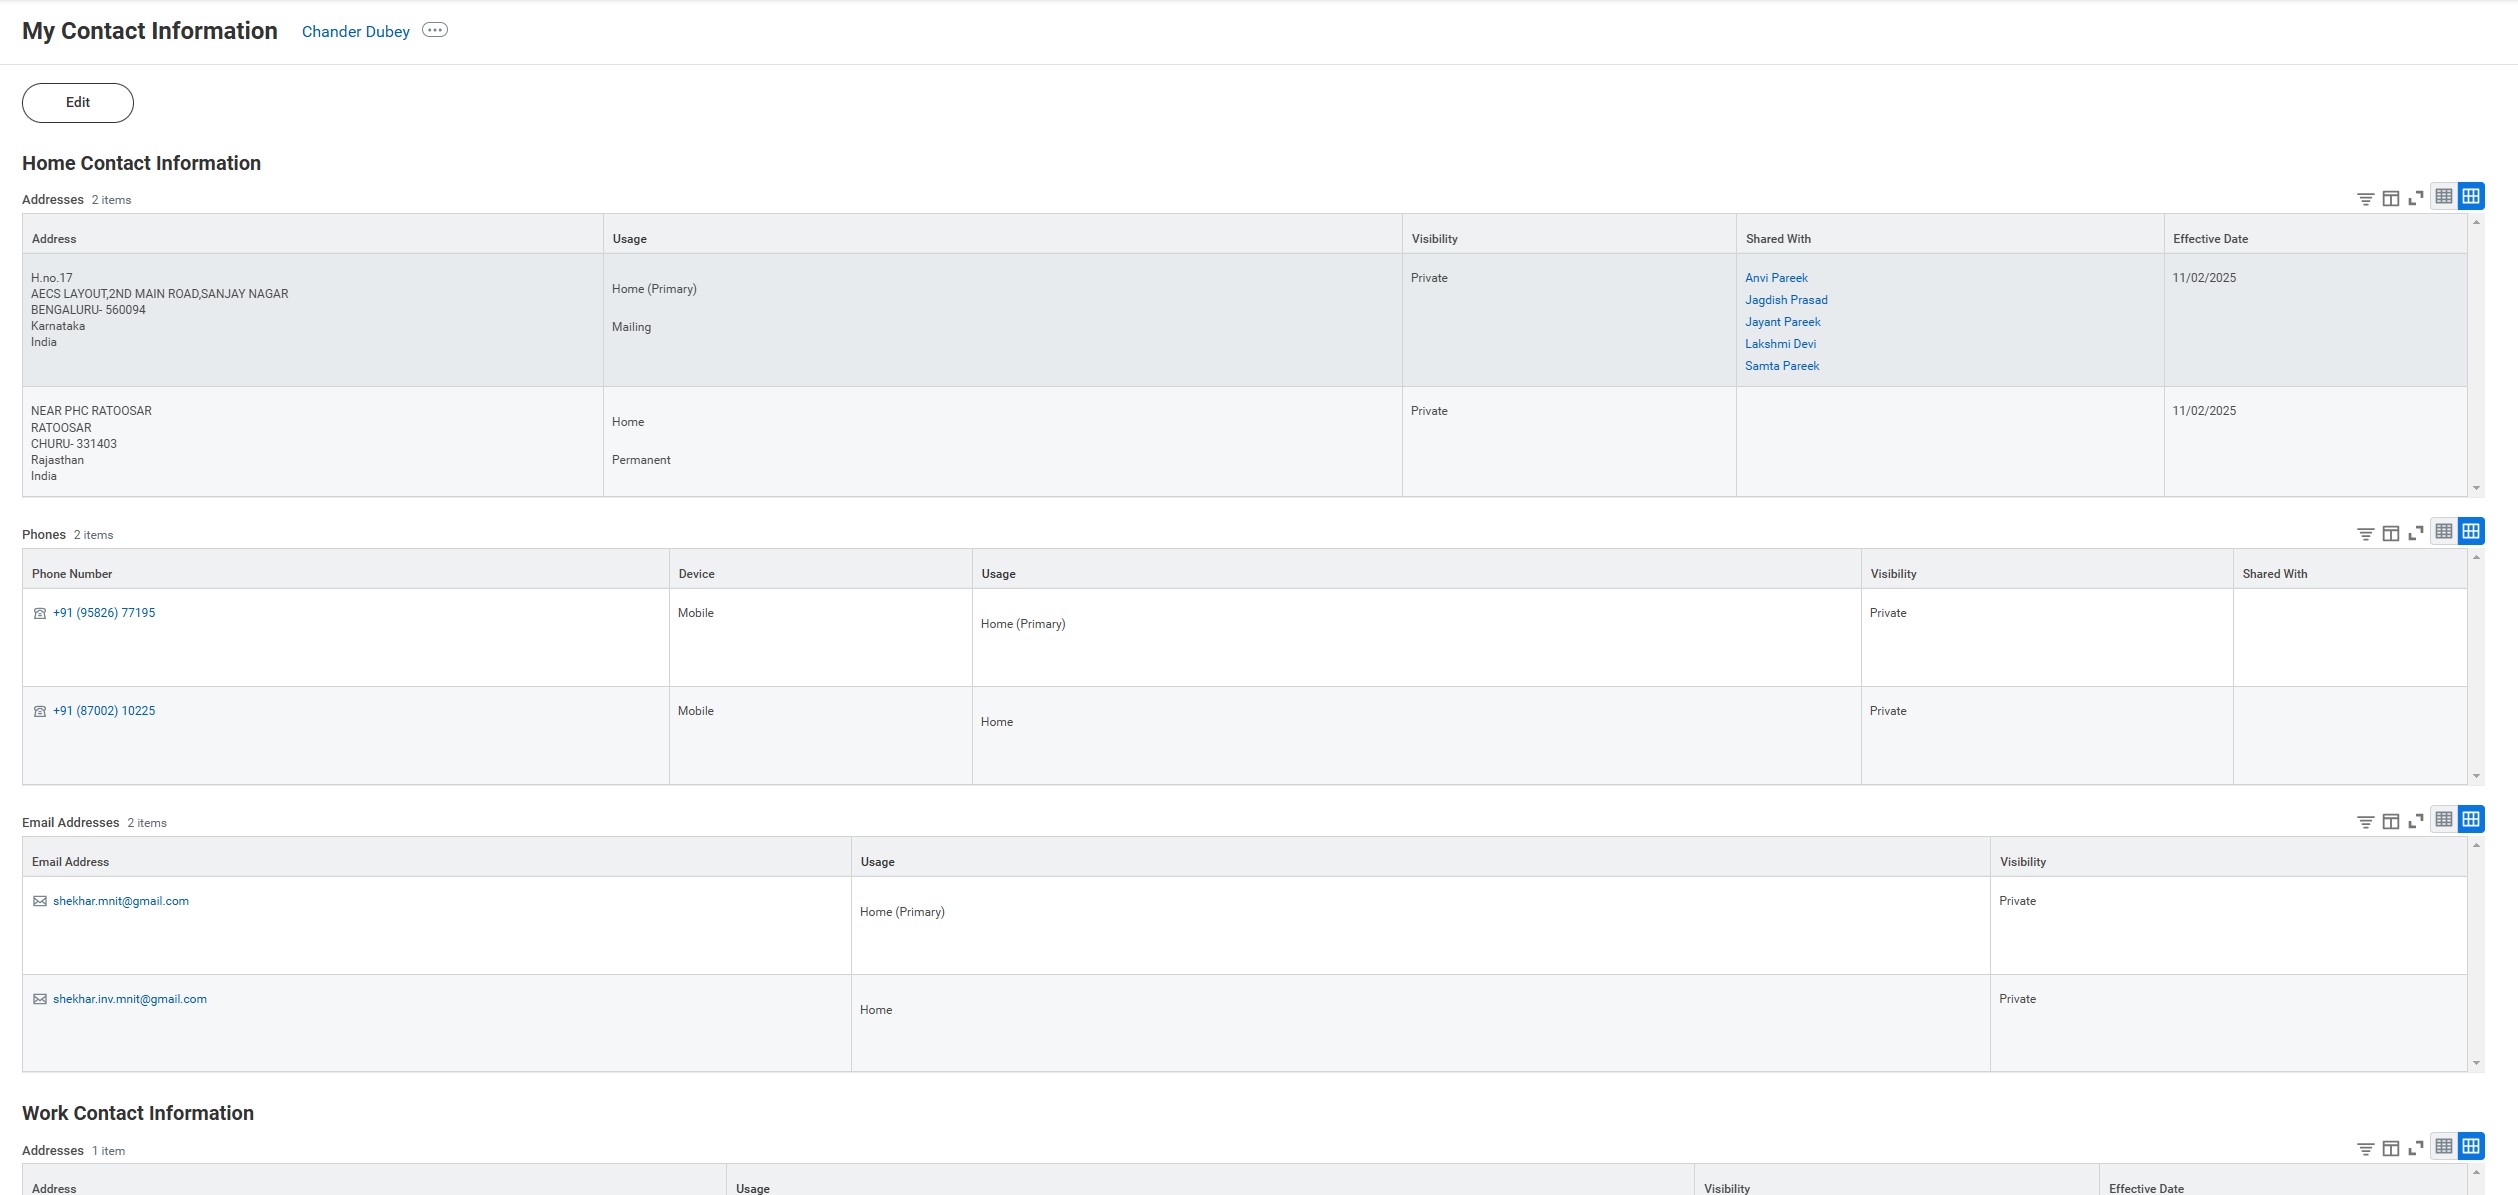 My Contact Information Chander Dubey
Edit
Home Contact Information
Addresses 2 items
Address Usage Visibility Shared With Effective Date
H.no.17
AECS LAYOUT,2ND MAIN ROAD,SANJAY NAGAR
BENGALURU- 560094
Karnataka
India
Home (Primary)
Mailing
Private
Anvi Pareek
Jagdish Prasad
Jayant Pareek
Lakshmi Devi
Samta Pareek
11/02/2025
NEAR PHC RATOOSAR
RATOOSAR
CHURU- 331403
Rajasthan
India
Home
Permanent
Private
11/02/2025
Phones 2 items
Phone Number Device Usage Visibility Shared With
+91 (95826) 77195 Mobile Home (Primary) Private
+91 (87002) 10225 Mobile Home Private
Email Addresses 2 items
Email Address Usage Visibility
shekhar.mnit@gmail.com Home (Primary) Private
shekhar.inv.mnit@gmail.com Home Private
Work Contact Information
Addresses 1 item
Address Usage Visibility Effective Date